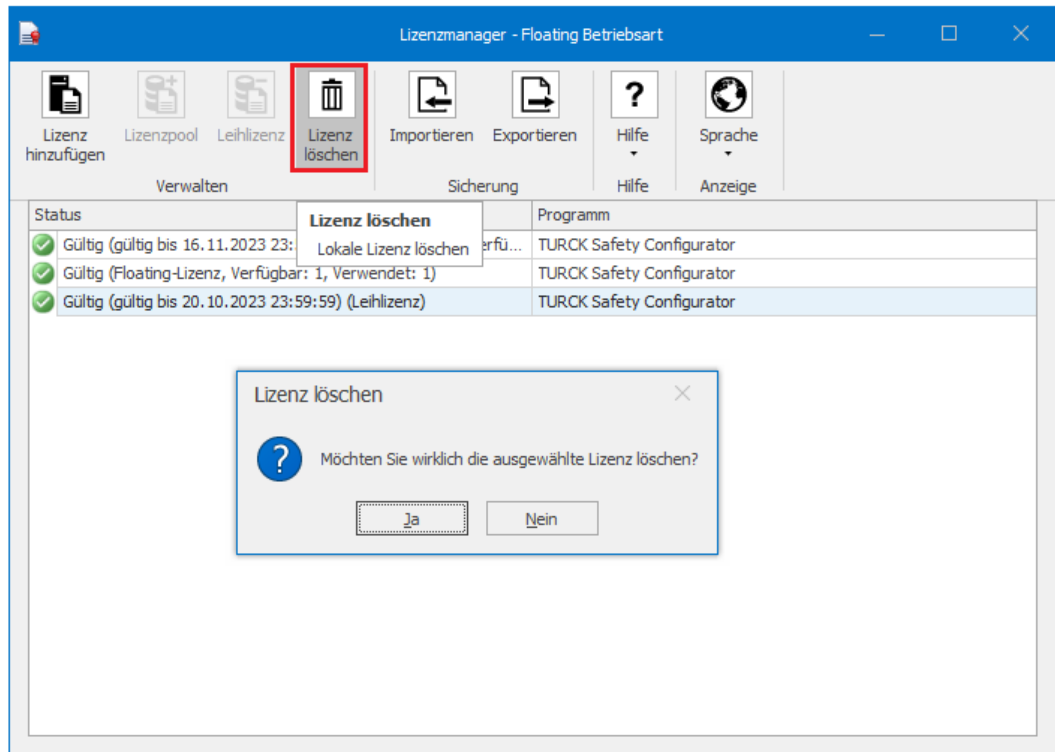 Lizenzmanager - Floating Betriebsart
Lizenz hinzufügen
Lizenzpool
Leihlizenz
Lizenz löschen
Importieren
Exportieren
?
Hilfe
Sprache
Verwalten
Sicherung
Hilfe
Anzeige
Status
Programm
Lizenz löschen
Lokale Lizenz löschen
Gültig (gültig bis 16.11.2023 23:
erfü...
TURCK Safety Configurator
Gültig (Floating-Lizenz, Verfügbar: 1, Verwendet: 1)
TURCK Safety Configurator
Gültig (gültig bis 20.10.2023 23:59:59) (Leihlizenz)
TURCK Safety Configurator
Lizenz löschen
?
Möchten Sie wirklich die ausgewählte Lizenz löschen?
Ja
Nein